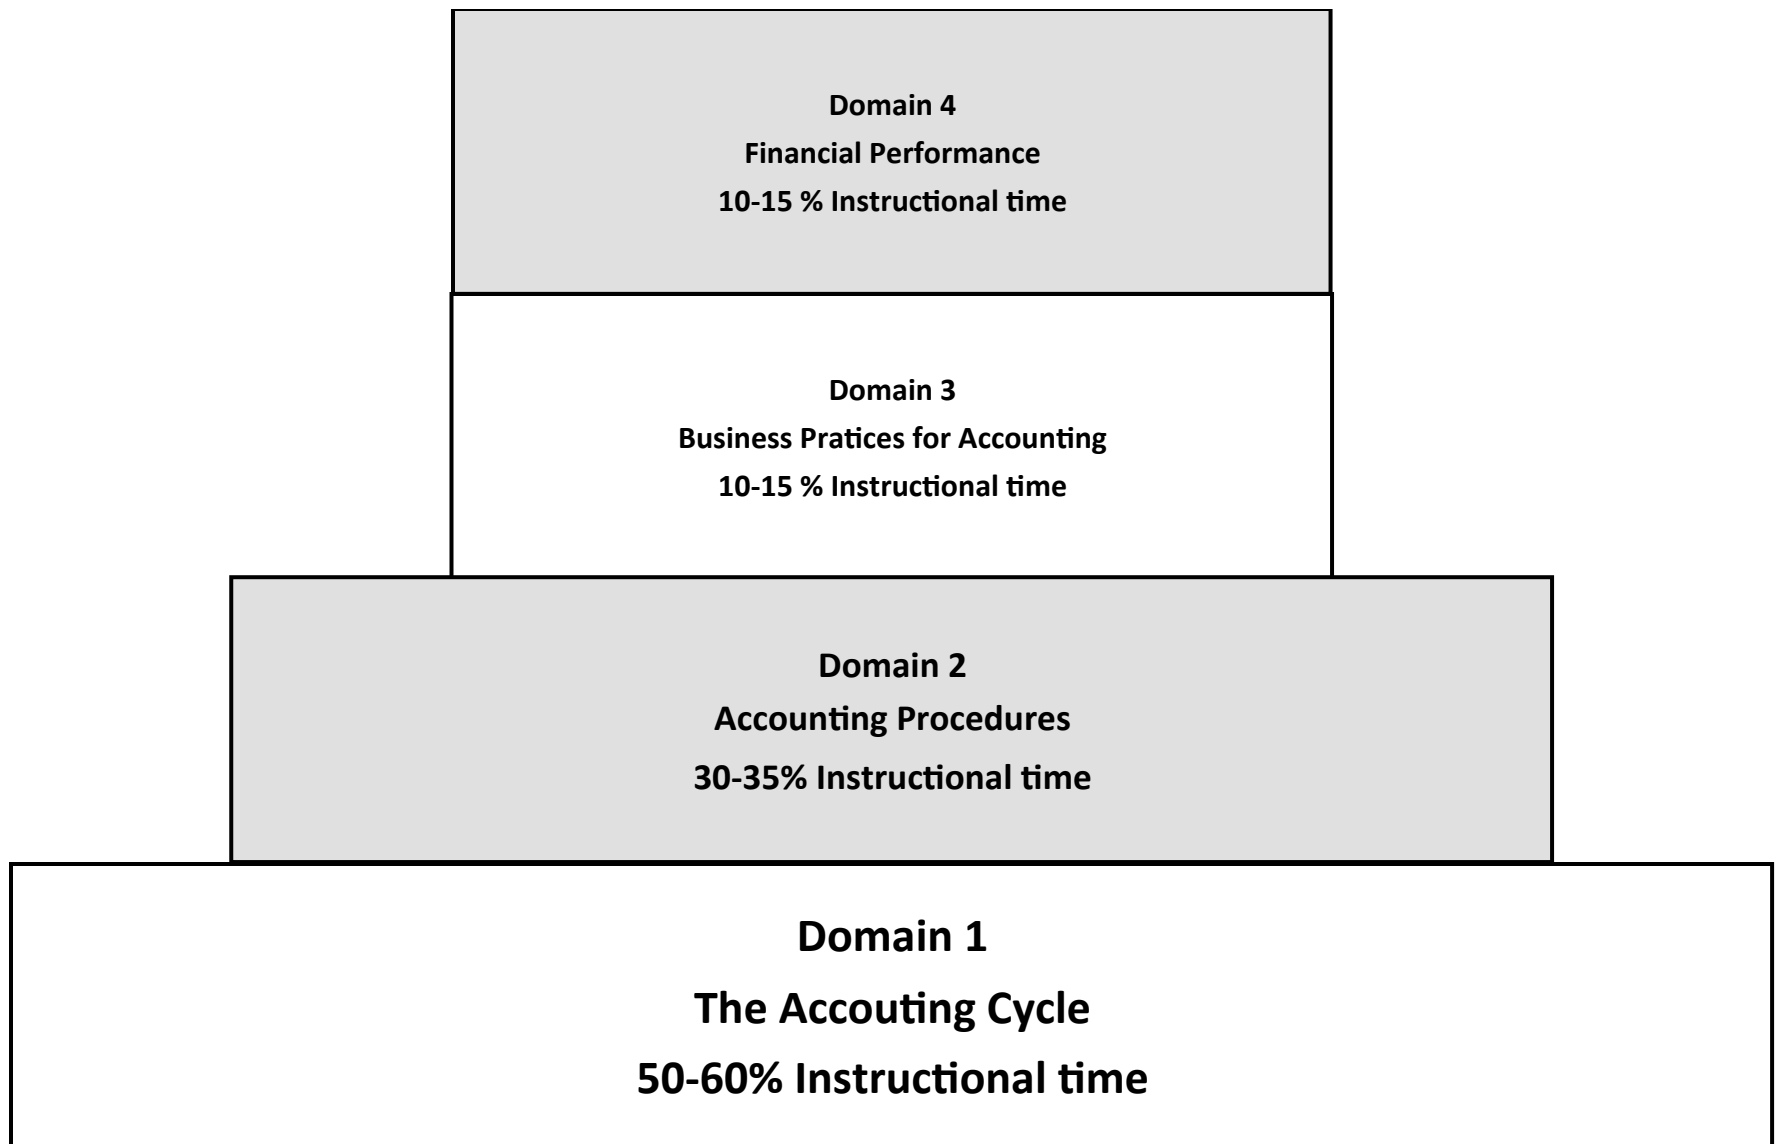 Domain 4
Financial Performance
10-15 % Instructional time
Domain 3
Business Pratices for Accounting
10-15 % Instructional time
Domain 2
Accounting Procedures
30-35% Instructional time
Domain 1
The Accouting Cycle
50-60% Instructional time